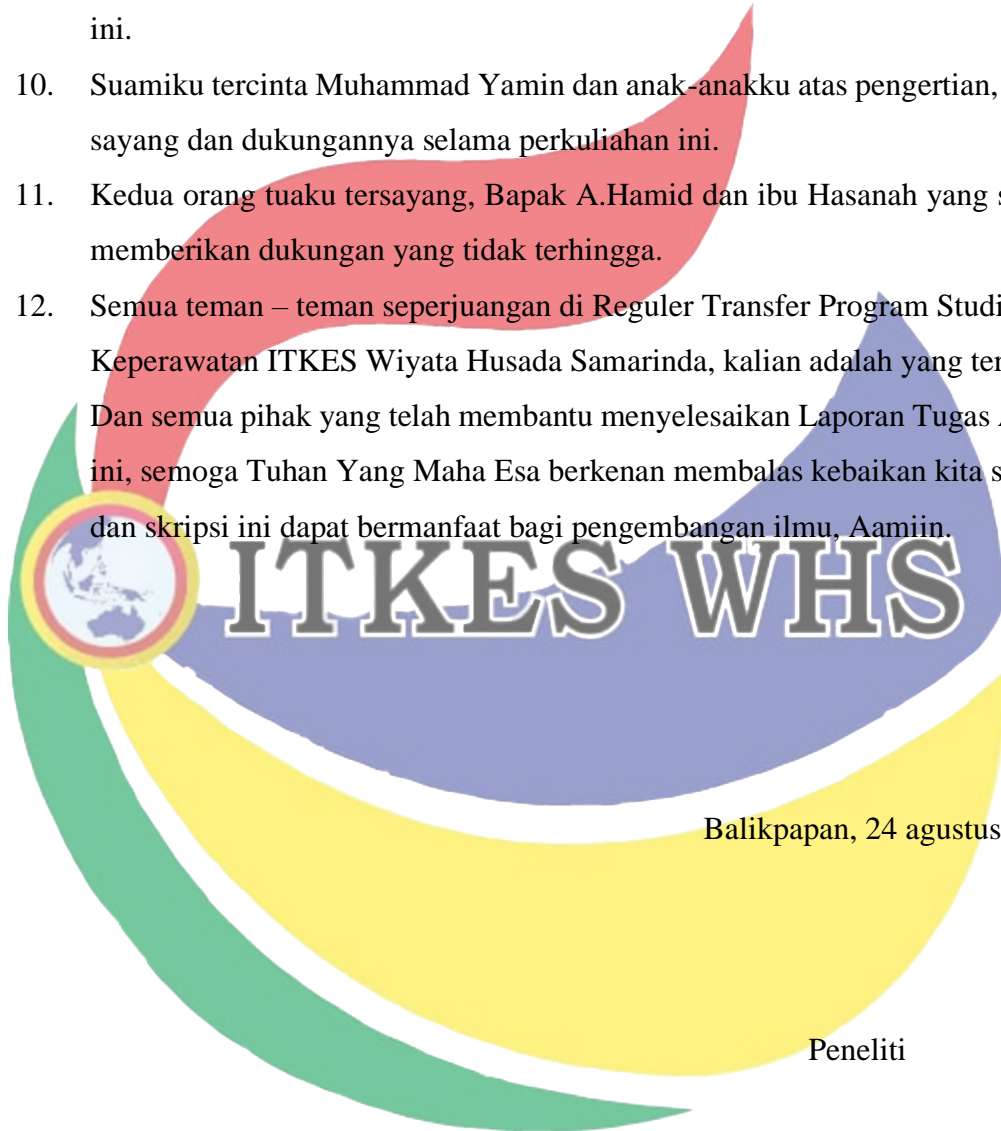 ini.
10. Suamiku tercinta Muhammad Yamin dan anak-anakku atas pengertian,
sayang dan dukungannya selama perkuliahan ini.
11. Kedua orang tuaku tersayang, Bapak A.Hamid dan ibu Hasanah yang
memberikan dukungan yang tidak terhingga.
12. Semua teman – teman seperjuangan di Reguler Transfer Program Studi
Keperawatan ITKES Wiyata Husada Samarinda, kalian adalah yang
Dan semua pihak yang telah membantu menyelesaikan Laporan Tugas
ini, semoga Tuhan Yang Maha Esa berkenan membalas kebaikan kita
dan skripsi ini dapat bermanfaat bagi pengembangan ilmu, Aamiin.
ITKES WHS
Balikpapan, 24 agustus
Peneliti